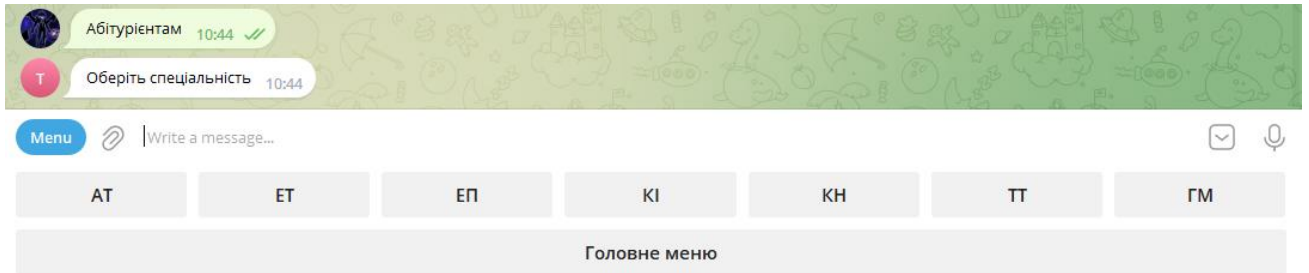 Абітурієнтам 10:44
Т
Оберіть спеціальність 10:44
Menu Write a message...
АТ ЕТ ЕП КІ КН ТТ ГМ
Головне меню